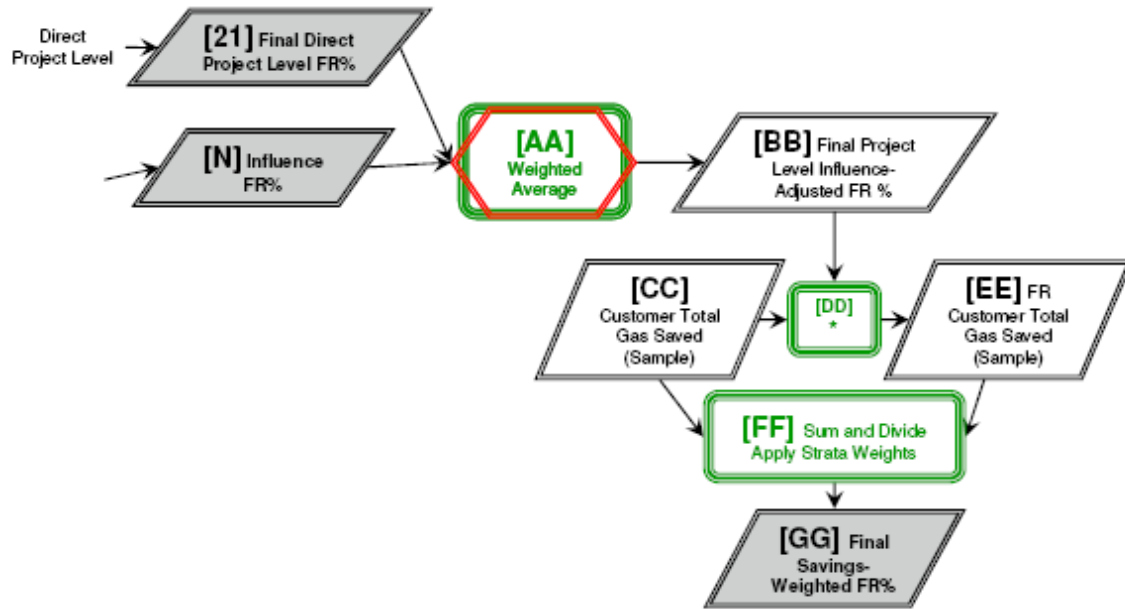 Direct
Project Level
[21] Final Direct
Project Level FR%
[N] Influence
FR%
[AA]
Weighted
Average
[BB] Final Project
Level Influence-
Adjusted FR %
[CC]
Customer Total
Gas Saved
(Sample)
[DD]
*
[EE] FR
Customer Total
Gas Saved
(Sample)
[FF] Sum and Divide
Apply Strata Weights
[GG] Final
Savings-
Weighted FR%